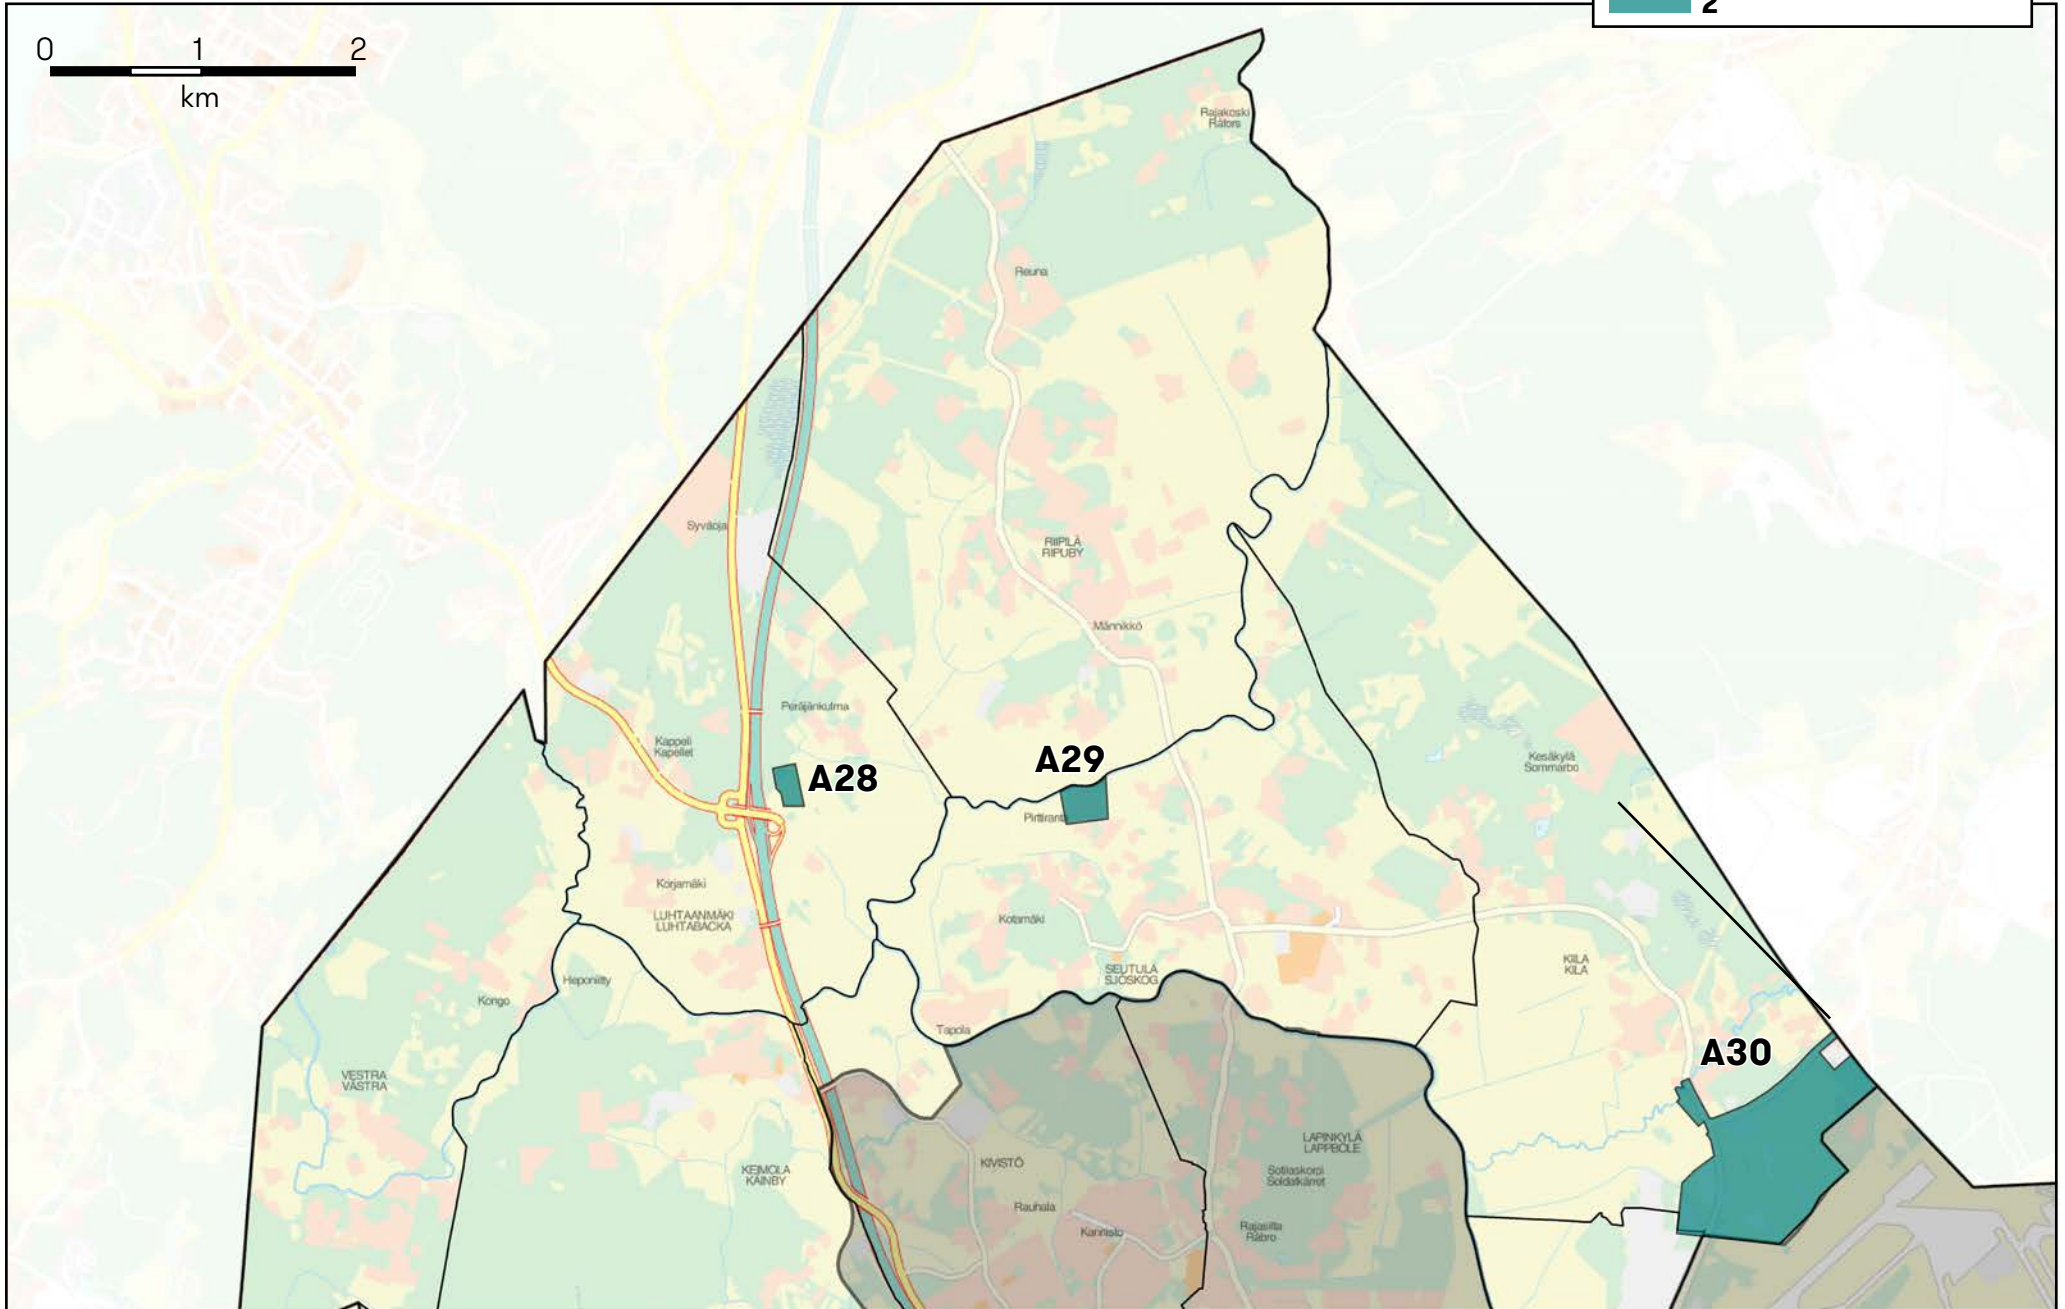 2
0 1 2
km
Rajakoski
Råfors
Reuna
Syväoja
RIIPILÄ
RIPUBY
Männikkö
Peräjänkulma
Kappeli
Kapellet
A28
A29
Kesäkylä
Sommarbo
Pirttiranta
Korjamäki
LUHTAANMÄKI
LUHTABACKA
Kotamäki
SEUTULA
SJÖSKOG
KIILA
KILA
Heponiitty
Kongo
Tapola
A30
VESTRA
VÄSTRA
KEIMOLA
KAINBY
KIVISTÖ
LAPINKYLÄ
LAPPBÖLE
Sotilaskorpi
Soldatkärret
Rauhala
Kannisto
Rajasilta
Råbro